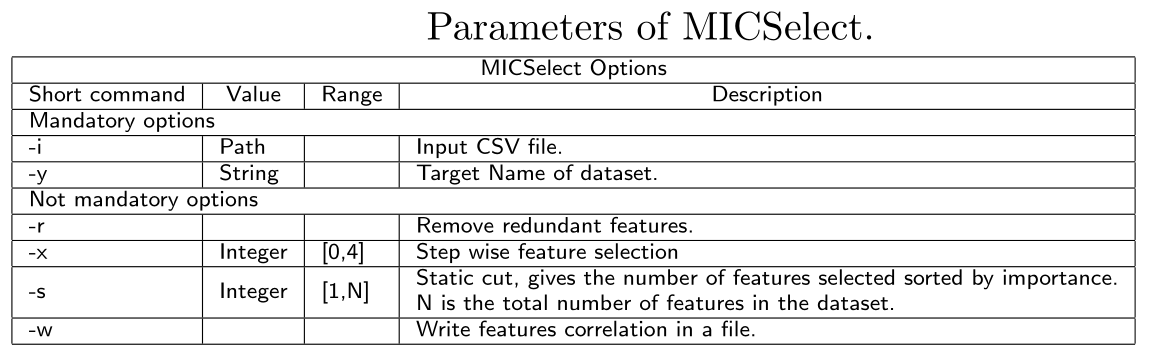 Parameters of MICSelect.
MICSelect Options
Short command Value Range Description
Mandatory options
-i Path Input CSV file.
-y String Target Name of dataset.
Not mandatory options
-r Remove redundant features.
-x Integer [0,4] Step wise feature selection
-s Integer [1,N] Static cut, gives the number of features selected sorted by importance.
N is the total number of features in the dataset.
-w Write features correlation in a file.